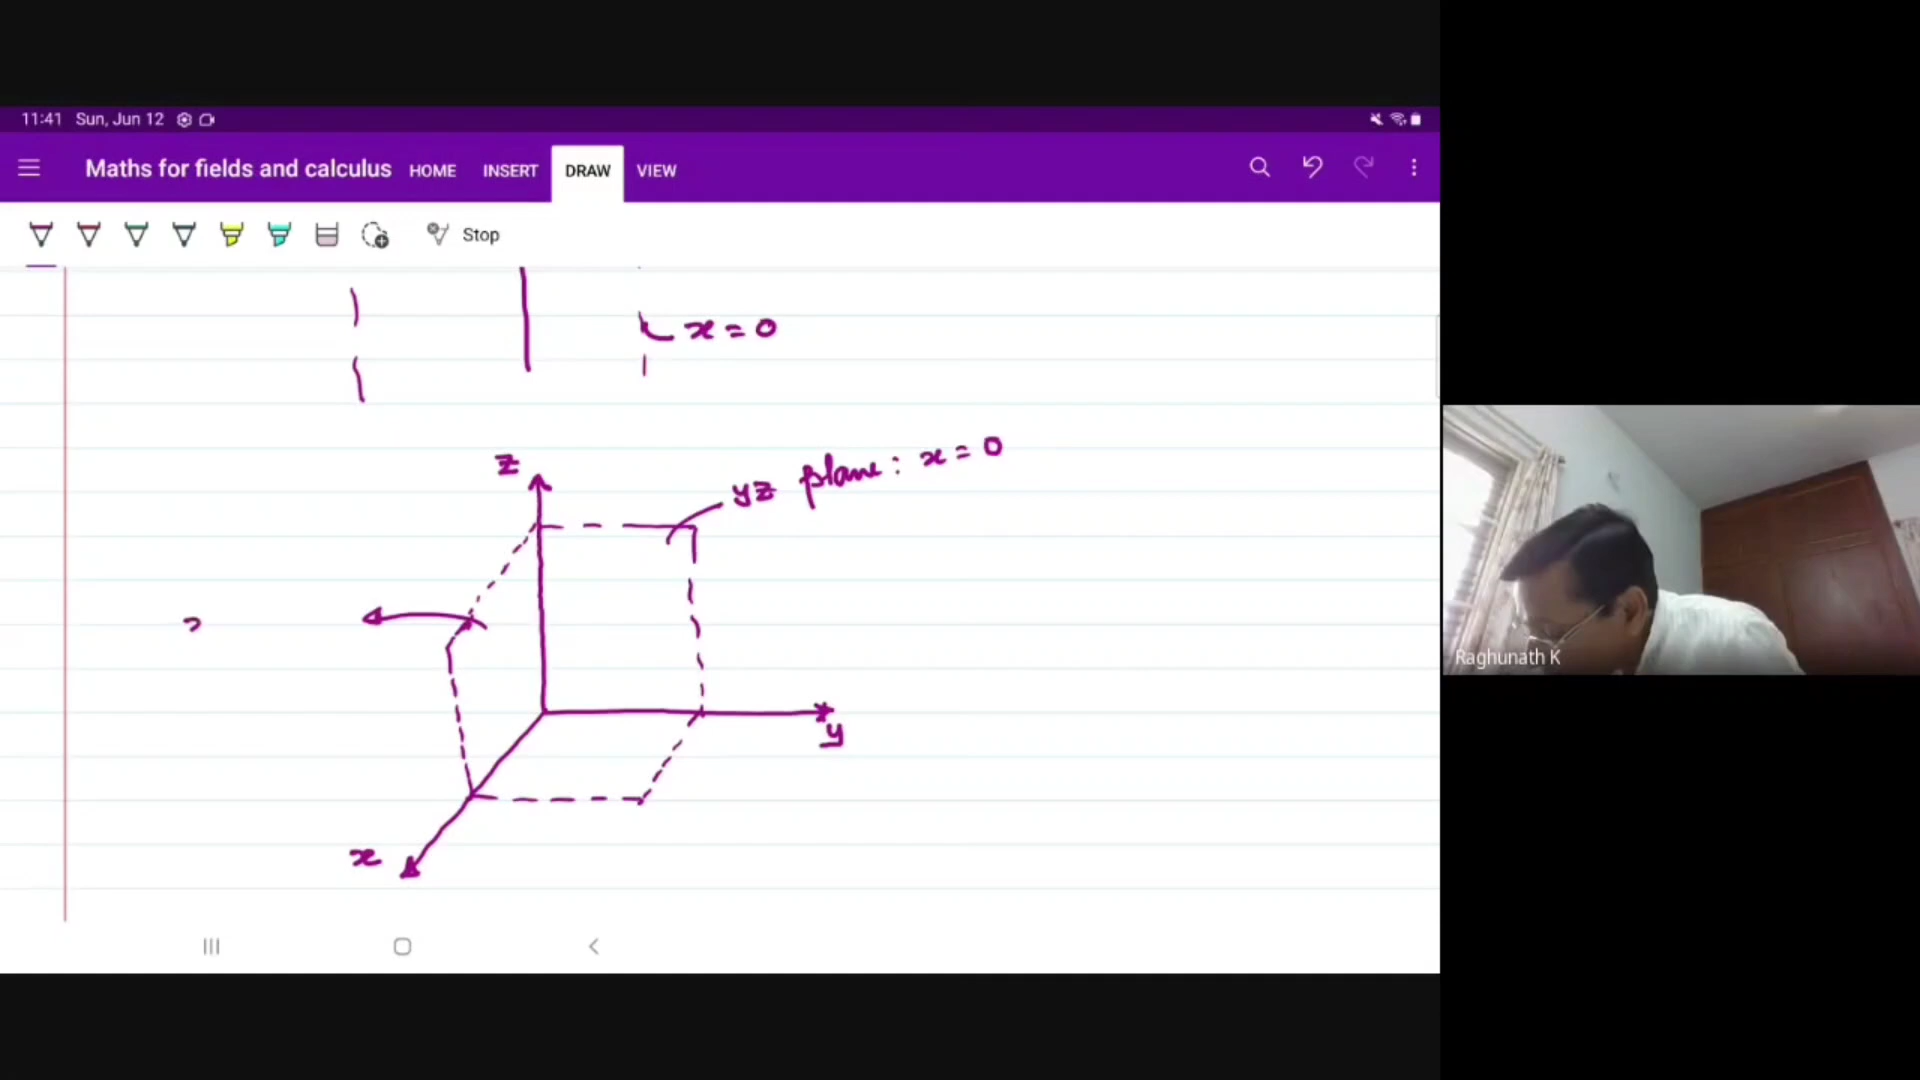 11:41 Sun, Jun 12
Maths for fields and calculus HOME INSERT DRAW VIEW
Stop
x = 0
z
yz plane: x = 0
y
x
Raghunath K